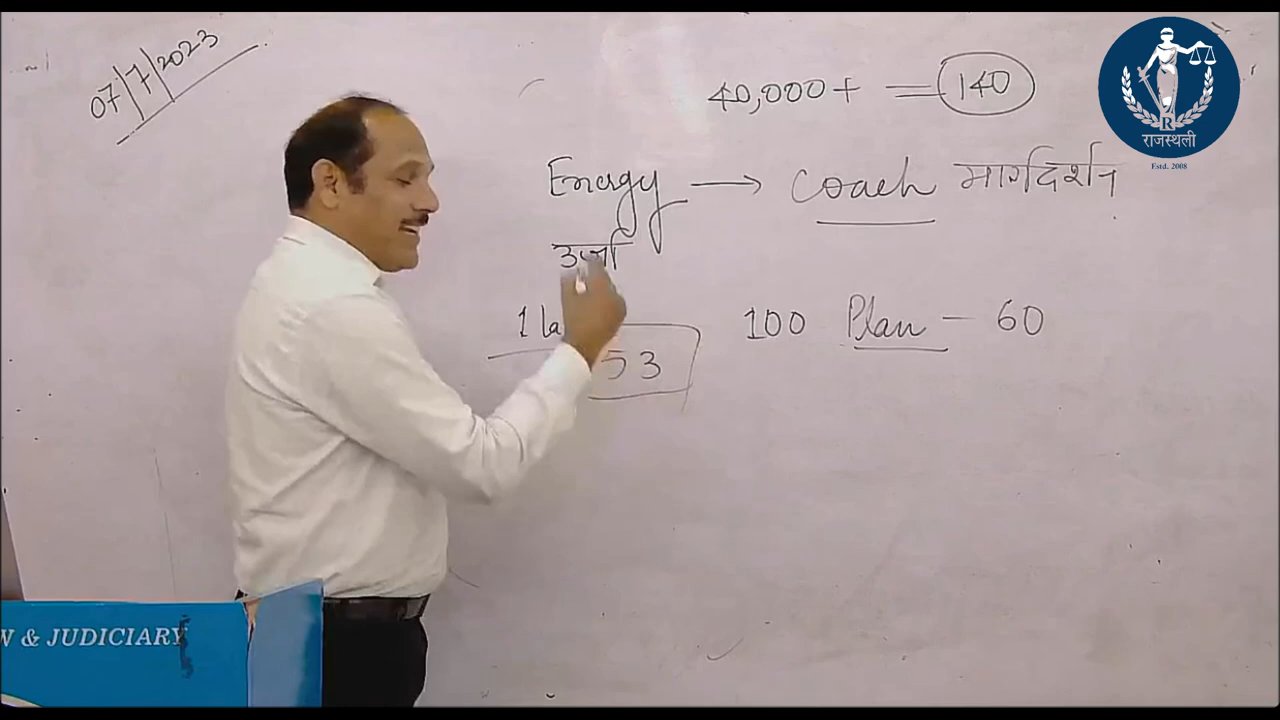 07/7/2023
40,000+ = 140
राजस्थली
Estd. 2008
Energy → Coach मार्गदर्शन
उर्जा
53
100 Plan - 60
W & JUDICIARY